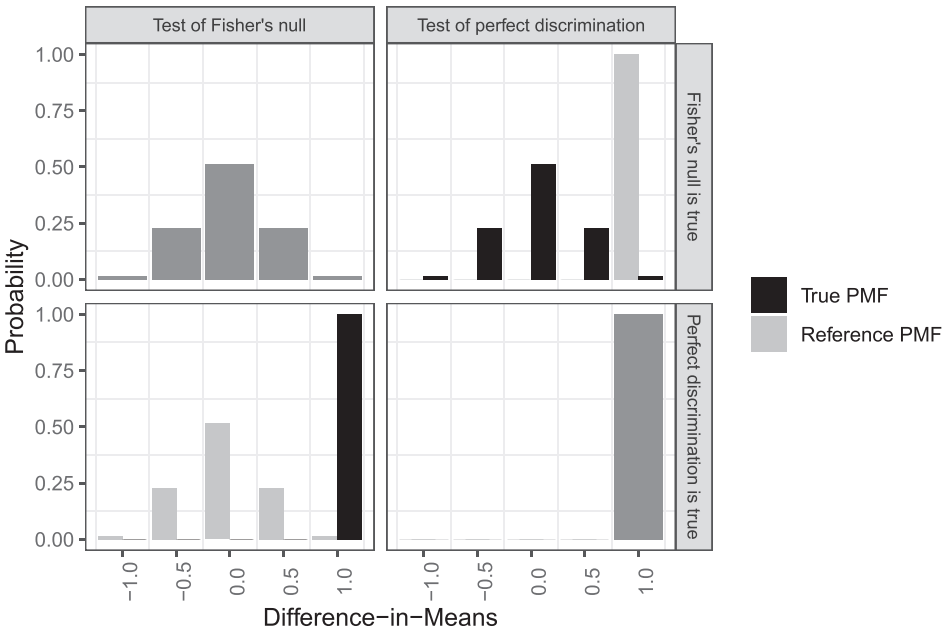 Test of Fisher's null
Test of perfect discrimination
1.00
0.75
0.50
0.25
0.00
Fisher's null is true
1.00
0.75
0.50
0.25
0.00
Perfect discrimination is true
Probability
−1.0
−0.5
0.0
0.5
1.0
−1.0
−0.5
0.0
0.5
1.0
Difference−in−Means
True PMF
Reference PMF